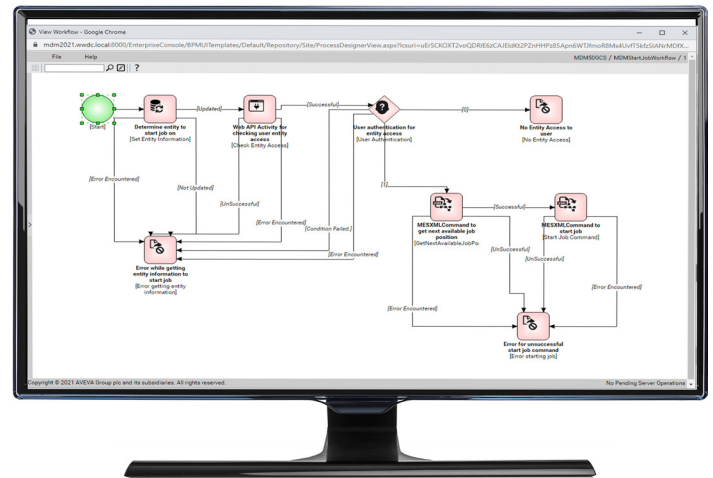 View Workflow - Google Chrome
mdm2021.wwdc.local:8000/EnterpriseConsole/BPMUITemplates/Default/Repository/Site/ProcessDesignerView.aspx?
File Help MDMS0GCS / MDMStartJobWorkflow / 1
?
[Start]
Determine entity to
start job on
[Set Entity Information]
[Updated]
Web API Activity for
checking user entity
access
[Check Entity Access]
[Successful]
User authentication for
entity access
[User Authentication]
[0]
No Entity Access to
user
[No Entity Access]
[Error Encountered]
[Not Updated]
[UnSuccessful]
[Error Encountered]
[Condition Failed.]
[Error Encountered]
[1]
Error while getting
entity information to
start job
[Error getting entity
information]
MESXMLCommand to
get next available job
position
[GetNextAvailableJobPo
[Successful]
MESXMLCommand to
start job
[Start Job Command]
[UnSuccessful]
[UnSuccessful]
[Error Encountered]
[Error Encountered]
Error for unsuccessful
start job command
[Error starting job]
Copyright © 2021 AVEVA Group plc and its subsidiaries. All rights reserved. No Pending Server Operations